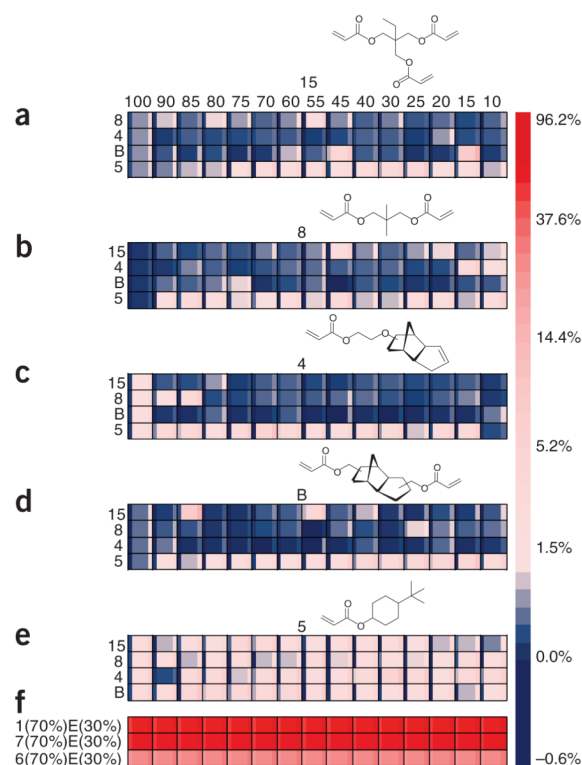 O
O
O
O
O
O
15
100 90 85 80 75 70 60 55 45 40 30 25 20 15 10
a
8
4
B
5
96.2%
37.6%
14.4%
5.2%
1.5%
0.0%
–0.6%
O
O
O
O
b
8
15
4
B
5
O
O
O
c
4
15
8
B
5
O
O
O
O
d
B
15
8
4
5
O
O
e
5
15
8
4
B
f
1(70%)E(30%)
7(70%)E(30%)
6(70%)E(30%)